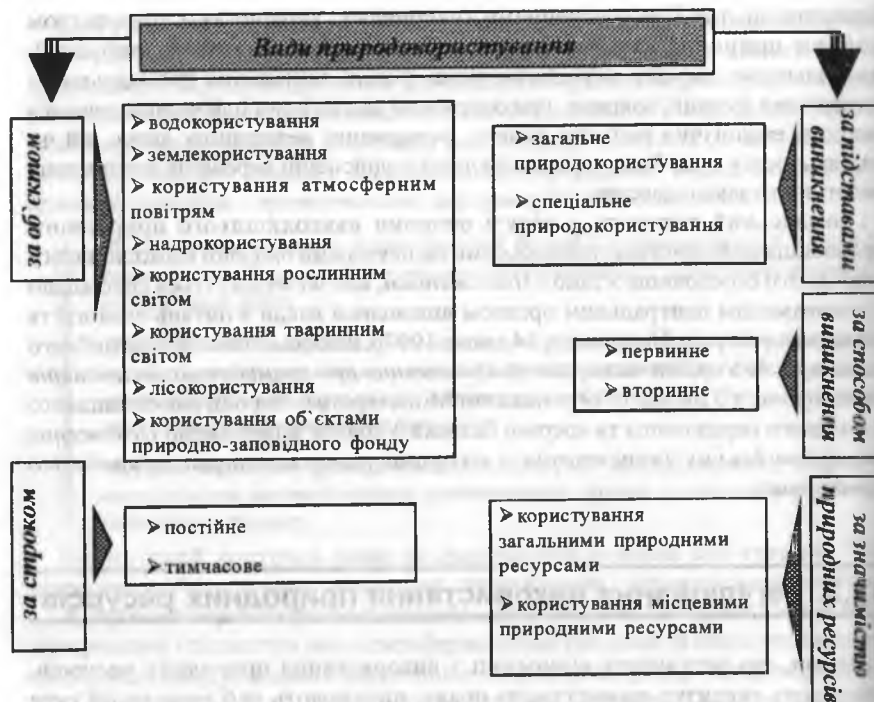 Види природокористування
за об`єктом
➢водокористування
➢землекористування
➢користування атмосферним
повітрям
➢надрокористування
➢користування рослинним
світом
➢користування тваринним
світом
➢лісокористування
➢користування об`єктами
природно-заповідного фонду
за строком
➢постійне
➢тимчасове
за підставами
виникнення
➢загальне
природокористування
➢спеціальне
природокористування
за способом
виникнення
➢первинне
➢вторинне
за значимістю
природних ресурсів
➢користування
загальними природними
ресурсами
➢користування місцевими
природними ресурсами